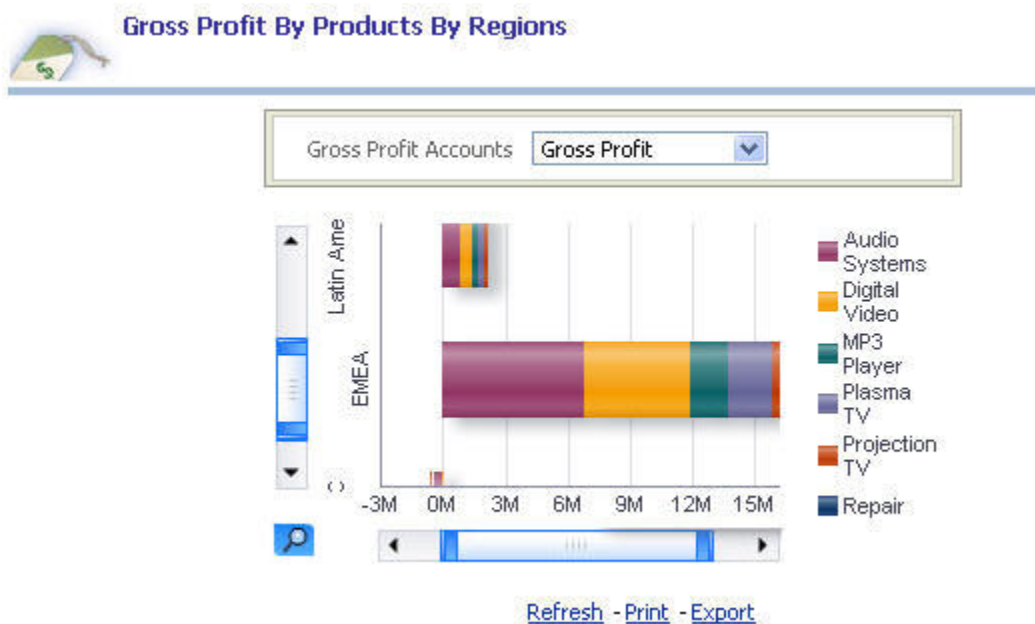 Gross Profit By Products By Regions
Gross Profit Accounts Gross Profit
Latin Ame
EMEA
-3M 0M 3M 6M 9M 12M 15M
Audio
Systems
Digital
Video
MP3
Player
Plasma
TV
Projection
TV
Repair
Refresh - Print - Export